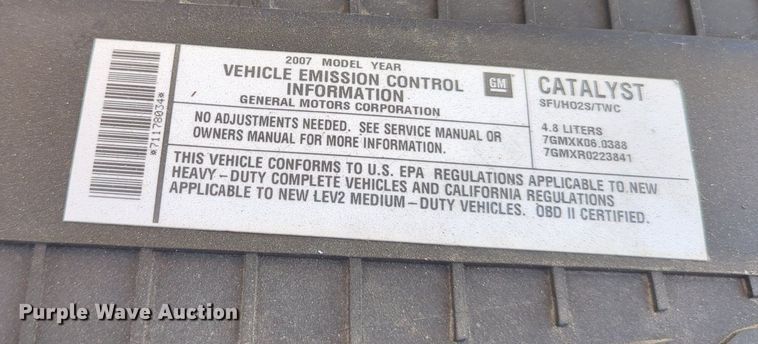 2007 MODEL YEAR
VEHICLE EMISSION CONTROL
INFORMATION
GENERAL MOTORS CORPORATION
GM
CATALYST
SFI/HO2S/TWC
*71178034*
NO ADJUSTMENTS NEEDED. SEE SERVICE MANUAL OR
OWNERS MANUAL FOR MORE INFORMATION.
4.8 LITERS
7GMXK06.0388
7GMXR0223841
THIS VEHICLE CONFORMS TO U.S. EPA REGULATIONS APPLICABLE TO NEW
HEAVY-DUTY COMPLETE VEHICLES AND CALIFORNIA REGULATIONS
APPLICABLE TO NEW LEV2 MEDIUM-DUTY VEHICLES. OBD II CERTIFIED.
Purple Wave Auction